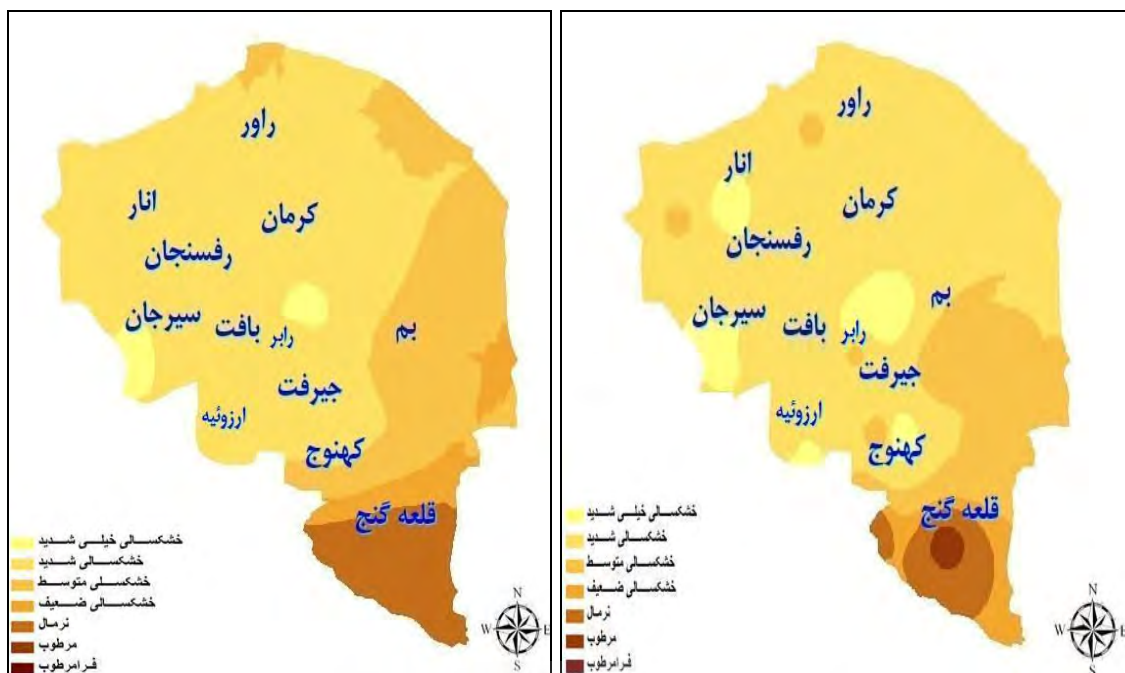 راور
انار
کرمان
رفسنجان
سیرجان
بافت
رابر
بم
جیرفت
ارزوئیه
کهنوج
قلعه گنج
خشکسالی خیلی شدید
خشکسالی شدید
خشکسلی متوسط
خشکسالی ضعیف
نرمال
مرطوب
فرامرطوب
N
W
E
S
راور
انار
کرمان
رفسنجان
بم
سیرجان
بافت
رابر
جیرفت
ارزوئیه
کهنوج
قلعه گنج
خشکسالی خیلی شدید
خشکسالی شدید
خشکسالی متوسط
خشکسالی ضعیف
نرمال
مرطوب
فرامرطوب
N
W
E
S